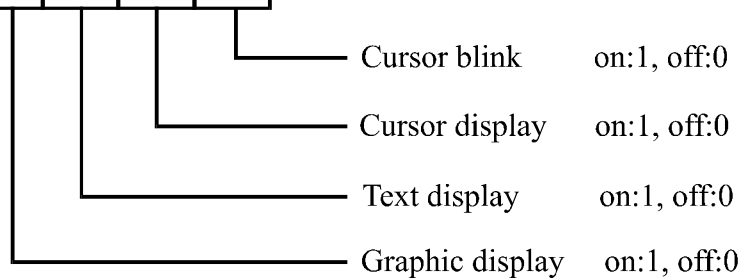 Cursor blink on:1, off:0
Cursor display on:1, off:0
Text display on:1, off:0
Graphic display on:1, off:0